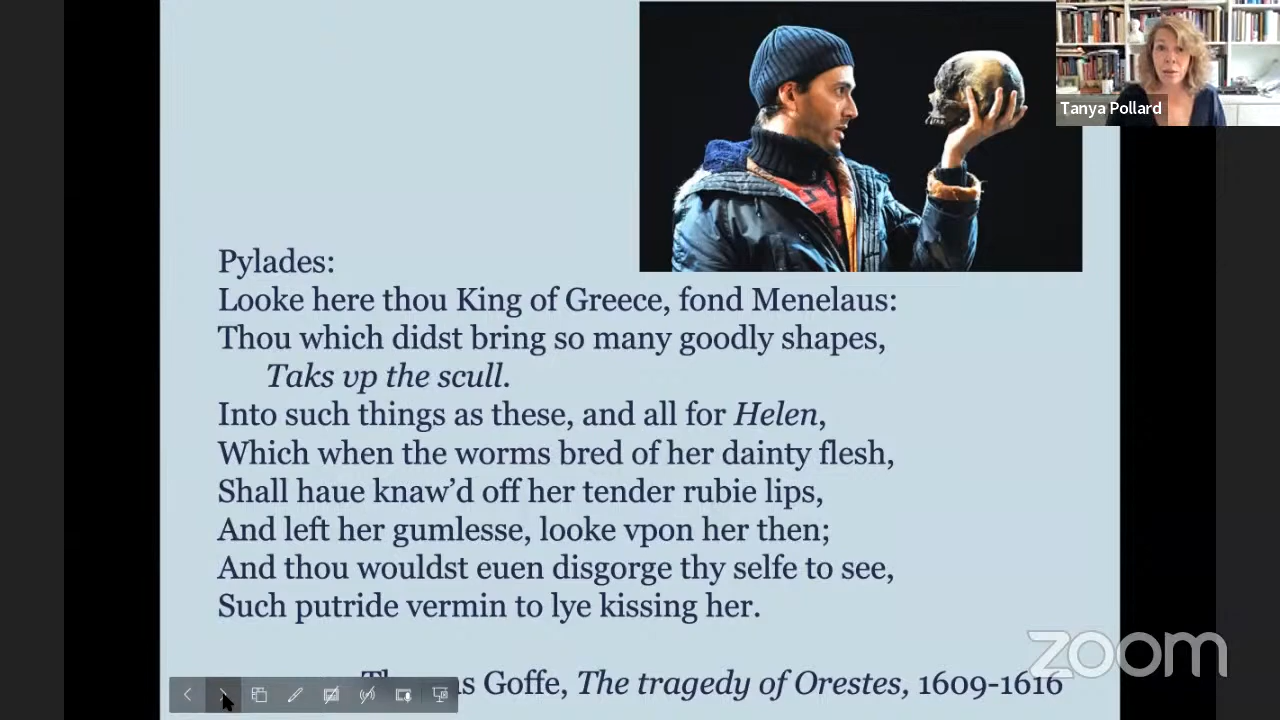 Tanya Pollard
Pylades:
Looke here thou King of Greece, fond Menelaus:
Thou which didst bring so many goodly shapes,
Taks vp the scull.
Into such things as these, and all for Helen,
Which when the worms bred of her dainty flesh,
Shall haue knaw’d off her tender rubie lips,
And left her gumlesse, looke vpon her then;
And thou wouldst euen disgorge thy selfe to see,
Such putride vermin to lye kissing her.
zoom
Goffe, The tragedy of Orestes, 1609-1616